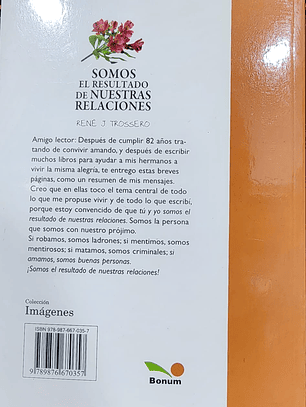 SOMOS
EL RESULTADO
DE NUESTRAS
RELACIONES
RENÉ J. TROSSERO
Amigo lector: Después de cumplir 82 años tra-
tando de convivir amando, y después de escribir
muchos libros para ayudar a mis hermanos a
vivir la misma alegría, te entrego estas breves
páginas, como un resumen de mis mensajes.
Creo que en ellas toco el tema central de todo
lo que me propuse vivir y de todo lo que escribí,
porque estoy convencido de que tú y yo somos el
resultado de nuestras relaciones. Somos la persona
que somos con nuestro prójimo.
Si robamos, somos ladrones; si mentimos, somos
mentirosos; si matamos, somos criminales; si
amamos, somos buenas personas.
¡Somos el resultado de nuestras relaciones!
Colección
Imágenes
ISBN 978-987-667-035-7
9789876670357
Bonum